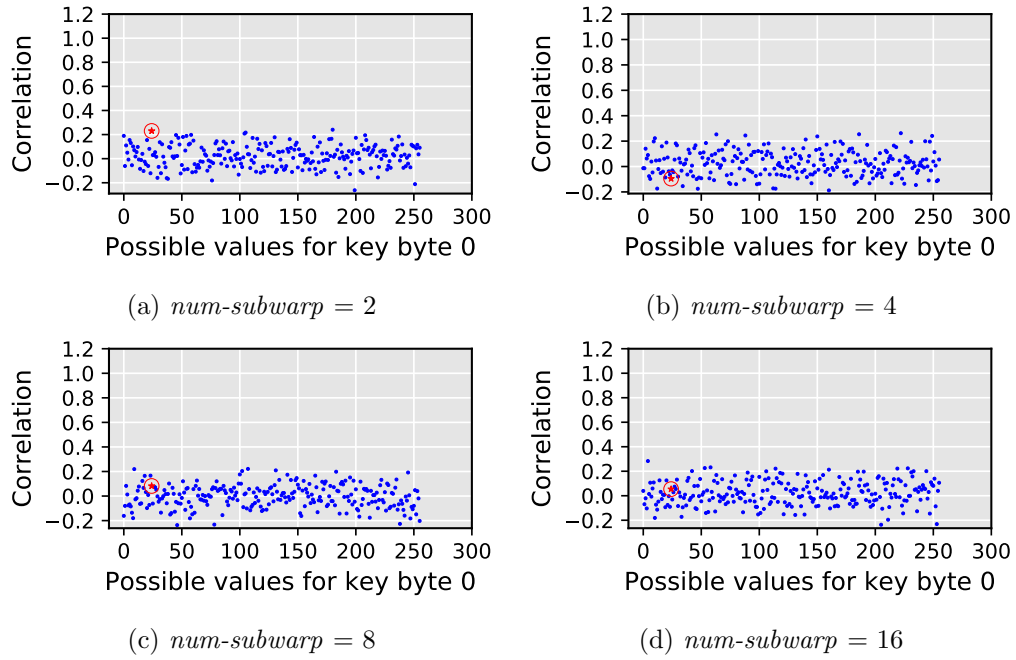 1.2
1.0
0.8
0.6
0.4
0.2
0.0
−0.2
Correlation
0 50 100 150 200 250 300
Possible values for key byte 0
(a) num-subwarp = 2
1.2
1.0
0.8
0.6
0.4
0.2
0.0
−0.2
Correlation
0 50 100 150 200 250 300
Possible values for key byte 0
(b) num-subwarp = 4
1.2
1.0
0.8
0.6
0.4
0.2
0.0
−0.2
Correlation
0 50 100 150 200 250 300
Possible values for key byte 0
(c) num-subwarp = 8
1.2
1.0
0.8
0.6
0.4
0.2
0.0
−0.2
Correlation
0 50 100 150 200 250 300
Possible values for key byte 0
(d) num-subwarp = 16